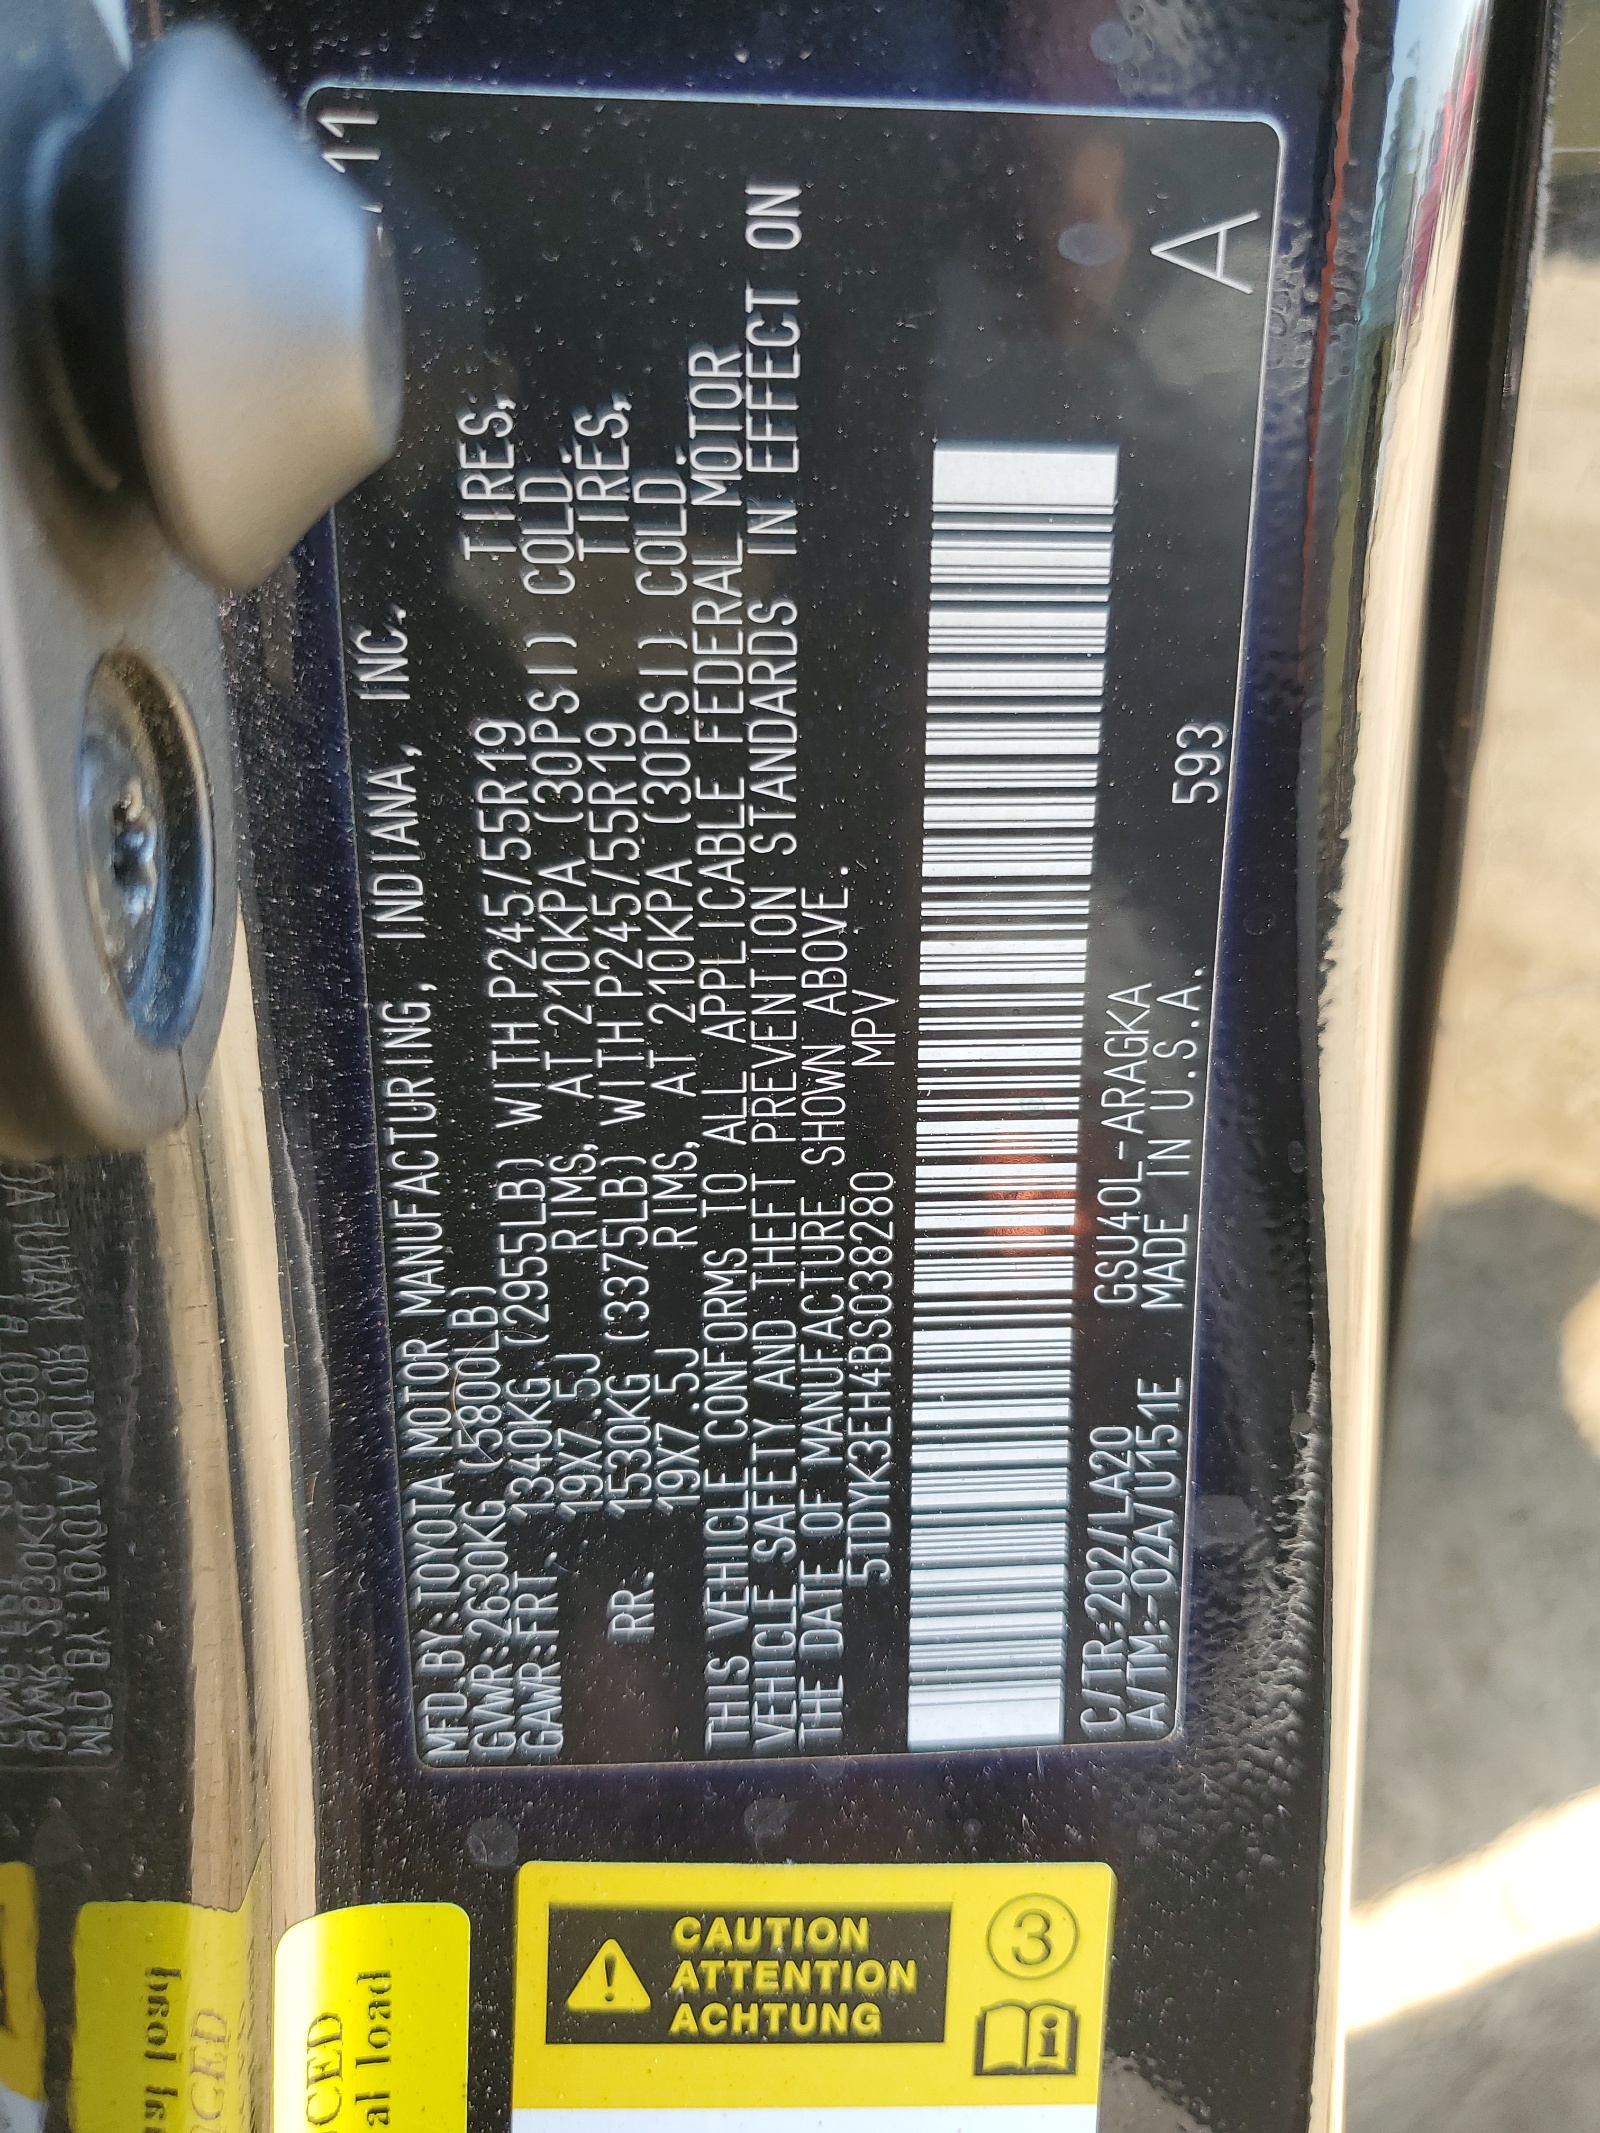 MFD.BY:TOYOTA MOTOR MANUFACTURING, INDIANA, INC. 11
GVWR:2630KG (5800LB)
GAWR:FRT. 1340KG (2955LB) WITH P245/55R19 TIRES,
19X7.5J RIMS, AT 210KPA (30PSI) COLD.
RR. 1530KG (3375LB) WITH P245/55R19 TIRES,
19X7.5J RIMS, AT 210KPA (30PSI) COLD.
THIS VEHICLE CONFORMS TO ALL APPLICABLE FEDERAL MOTOR
VEHICLE SAFETY AND THEFT PREVENTION STANDARDS IN EFFECT ON
THE DATE OF MANUFACTURE SHOWN ABOVE.
5TDYK3EH4BS038280 MPV
C/TR:202/LA20 GSU40L-ARAGKA
A/TM:-02A/U151E MADE IN U.S.A. 593
A
CAUTION
ATTENTION
ACHTUNG
3
i
al load